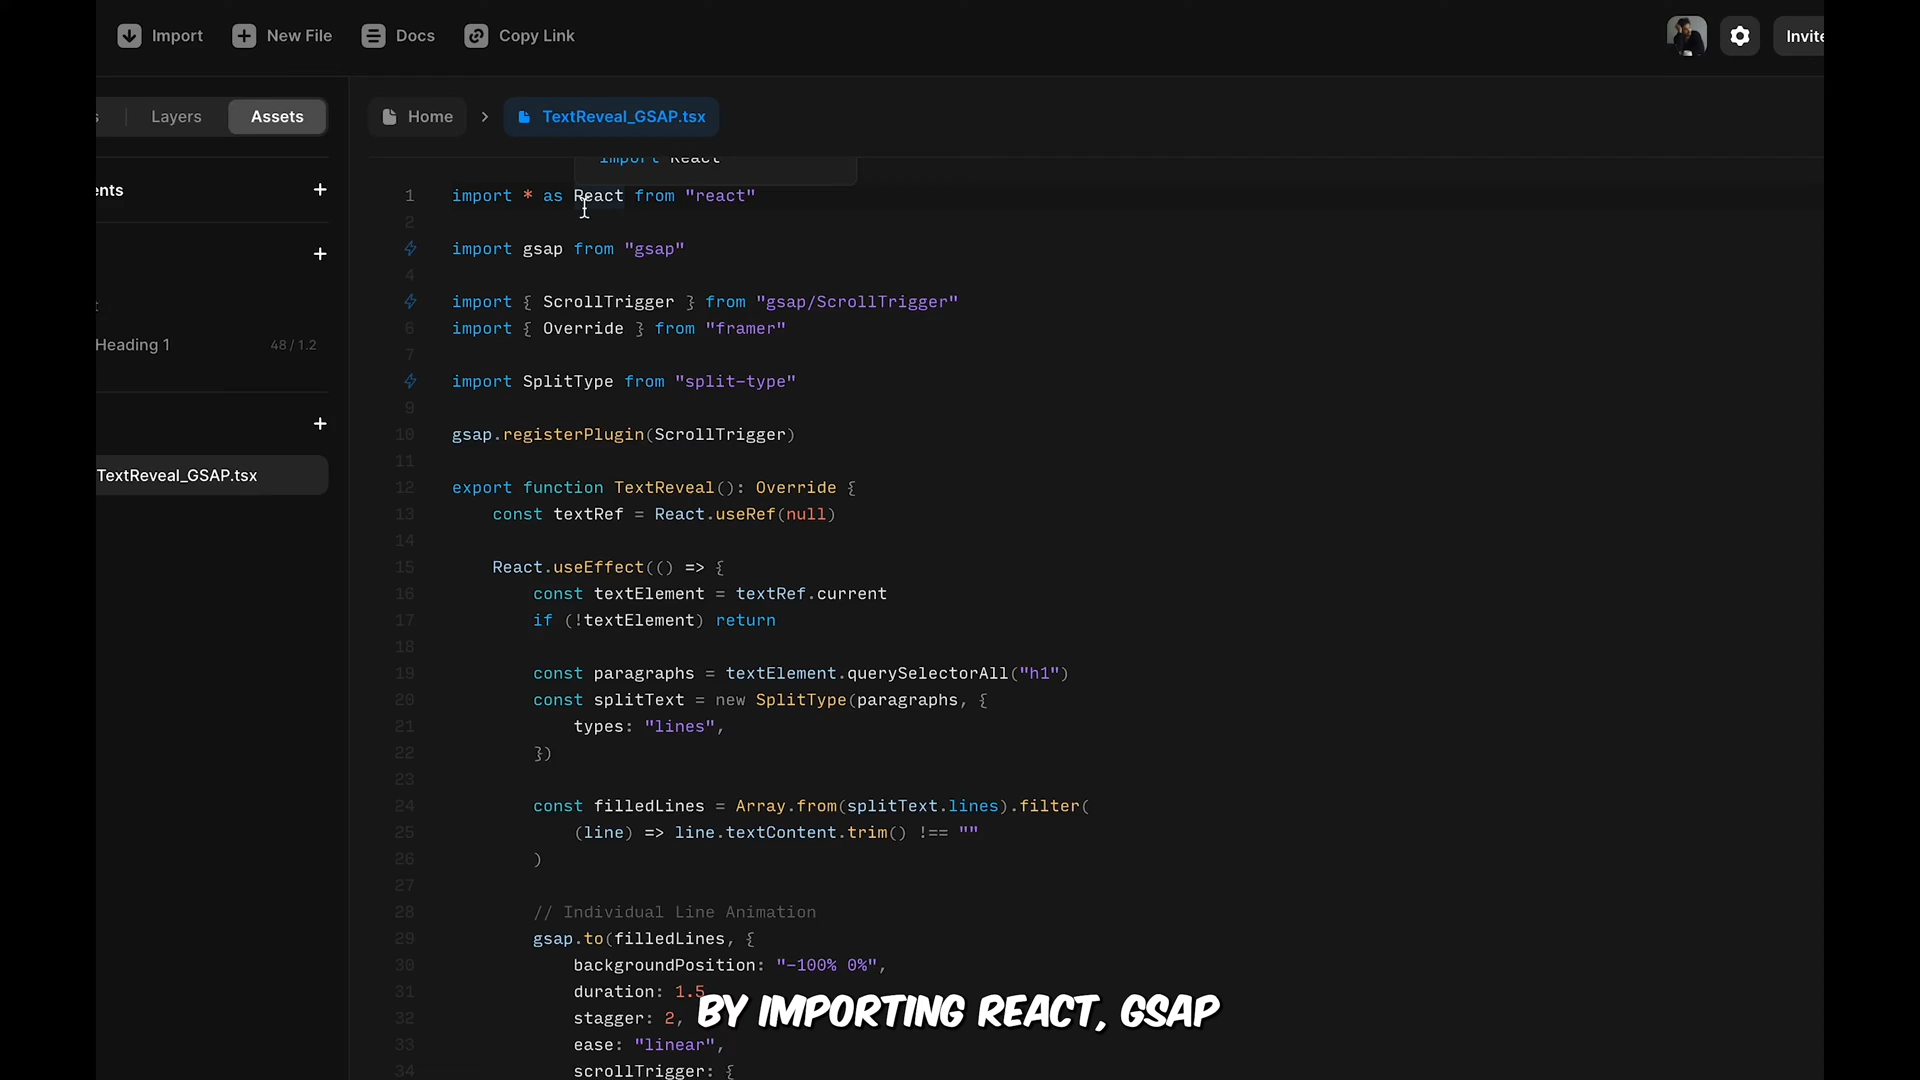 Import
New File
Docs
Copy Link
Invite
s
Layers
Assets
Home
TextReveal_GSAP.tsx
ents
t
Heading 1
48 / 1.2
TextReveal_GSAP.tsx
import React
1 import * as React from "react"
2
import gsap from "gsap"
4
import { ScrollTrigger } from "gsap/ScrollTrigger"
6 import { Override } from "framer"
7
import SplitType from "split-type"
9
10 gsap.registerPlugin(ScrollTrigger)
11
12 export function TextReveal(): Override {
13 const textRef = React.useRef(null)
14
15 React.useEffect(() => {
16 const textElement = textRef.current
17 if (!textElement) return
18
19 const paragraphs = textElement.querySelectorAll("h1")
20 const splitText = new SplitType(paragraphs, {
21 types: "lines",
22 })
23
24 const filledLines = Array.from(splitText.lines).filter(
25 (line) => line.textContent.trim() !== ""
26 )
27
28 // Individual Line Animation
29 gsap.to(filledLines, {
30 backgroundPosition: "-100% 0%",
31 duration: 1.5
32 stagger: 2,
33 ease: "linear",
34 scrollTrigger: {
BY IMPORTING REACT, GSAP